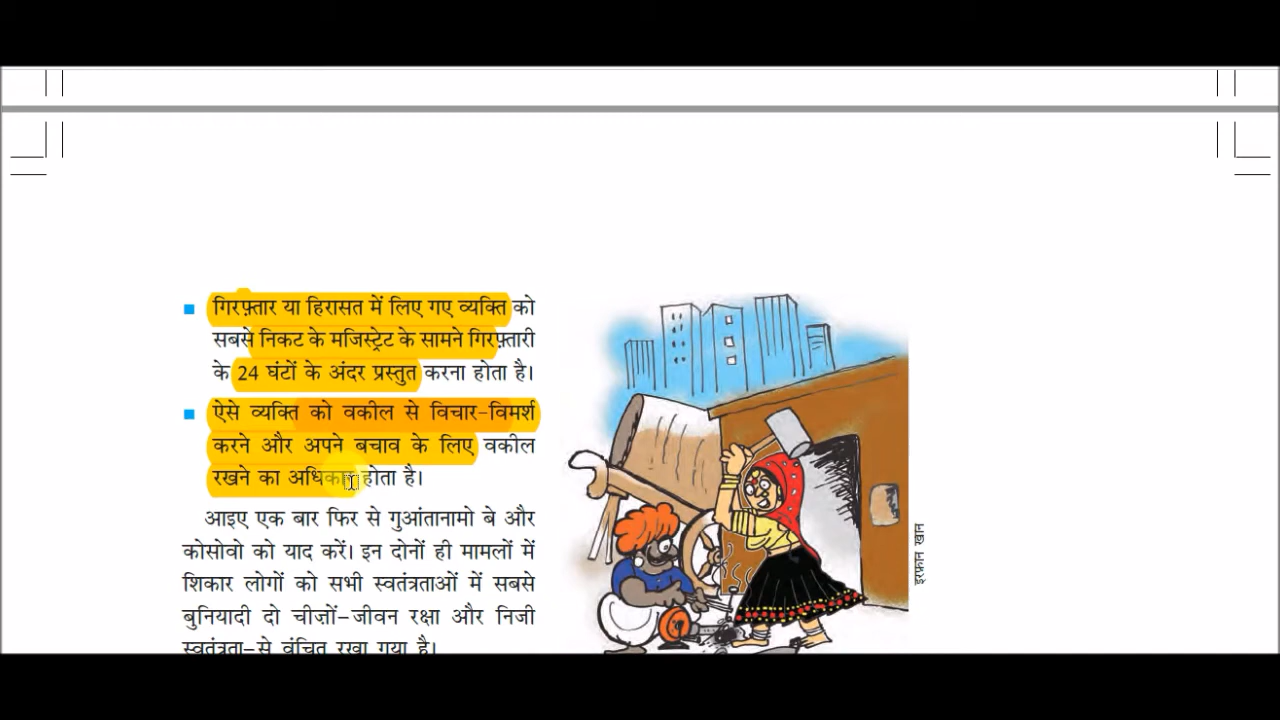 गिरफ़्तार या हिरासत में लिए गए व्यक्ति को
सबसे निकट के मजिस्ट्रेट के सामने गिरफ़्तारी
के 24 घंटों के अंदर प्रस्तुत करना होता है।
ऐसे व्यक्ति को वकील से विचार-विमर्श
करने और अपने बचाव के लिए वकील
रखने का अधिकार होता है।
आइए एक बार फिर से गुआंतानामो बे और
कोसोवो को याद करें। इन दोनों ही मामलों में
शिकार लोगों को सभी स्वतंत्रताओं में सबसे
बुनियादी दो चीज़ों–जीवन रक्षा और निजी
स्वतंत्रता–से वंचित रखा गया है।
इरफ़ान खान